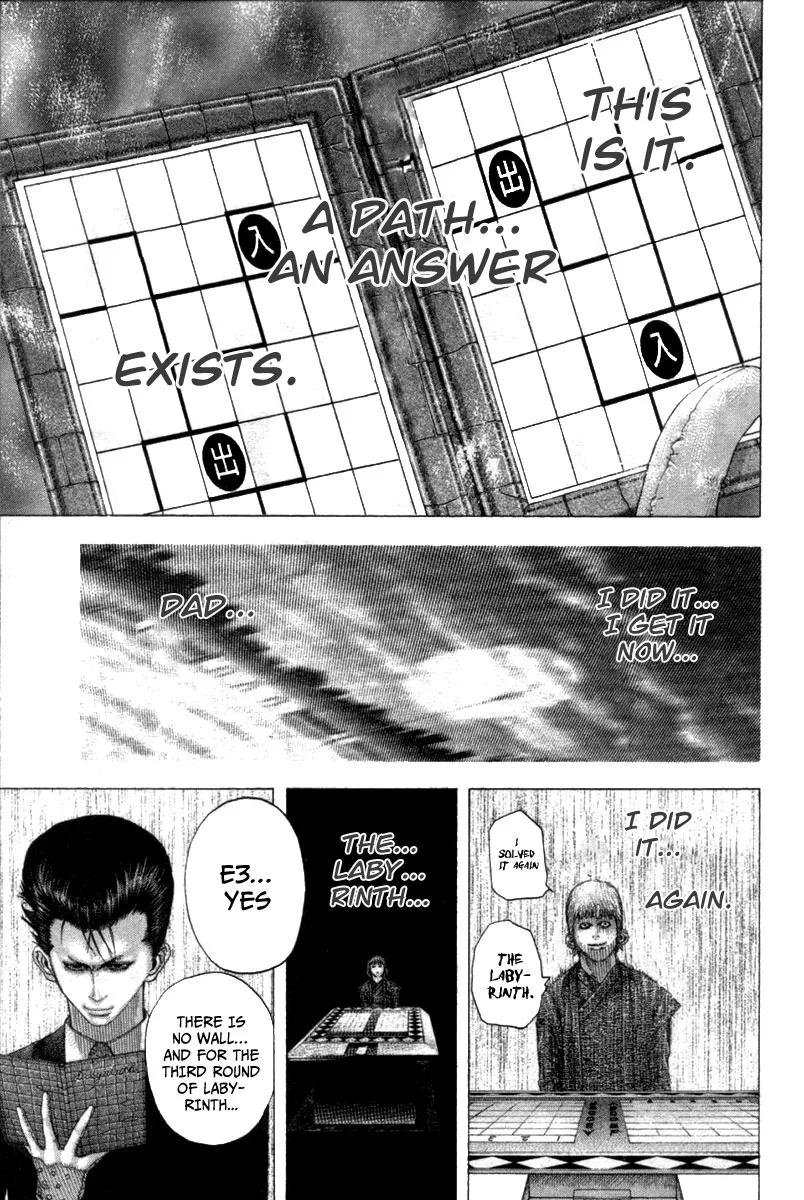 THIS
IS IT.
出
A PATH...
AN ANSWER
入
入
EXISTS.
出
I DID IT...
I GET IT
NOW...
DAD...
I DID
IT...
AGAIN.
I
SOLVED
IT AGAIN
THE
LABY-
RINTH.
THE...
LABY...
RINTH...
E3...
YES
THERE IS
NO WALL...
AND FOR THE
THIRD ROUND
OF LABY-
RINTH...